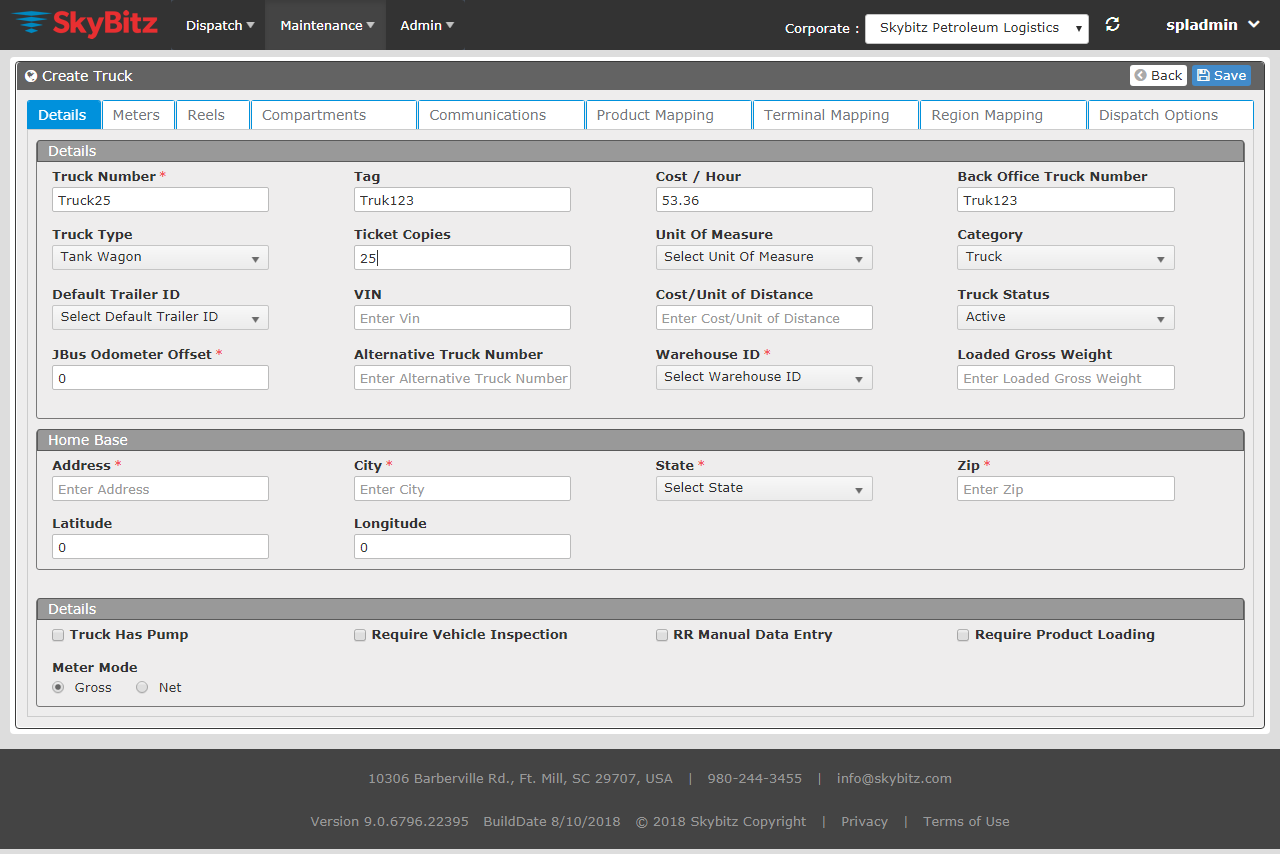 SkyBitz Dispatch Maintenance Admin Corporate : Skybitz Petroleum Logistics spladmin
Create Truck Back Save
Details Meters Reels Compartments Communications Product Mapping Terminal Mapping Region Mapping Dispatch Options
Details
Truck Number * Tag Cost / Hour Back Office Truck Number
Truck25 Truk123 53.36 Truk123
Truck Type Ticket Copies Unit Of Measure Category
Tank Wagon 25 Select Unit Of Measure Truck
Default Trailer ID VIN Cost/Unit of Distance Truck Status
Select Default Trailer ID Enter Vin Enter Cost/Unit of Distance Active
JBus Odometer Offset * Alternative Truck Number Warehouse ID * Loaded Gross Weight
0 Enter Alternative Truck Number Select Warehouse ID Enter Loaded Gross Weight
Home Base
Address * City * State * Zip *
Enter Address Enter City Select State Enter Zip
Latitude Longitude
0 0
Details
Truck Has Pump Require Vehicle Inspection RR Manual Data Entry Require Product Loading
Meter Mode
Gross Net
10306 Barberville Rd., Ft. Mill, SC 29707, USA | 980-244-3455 | info@skybitz.com
Version 9.0.6796.22395 BuildDate 8/10/2018 © 2018 Skybitz Copyright | Privacy | Terms of Use